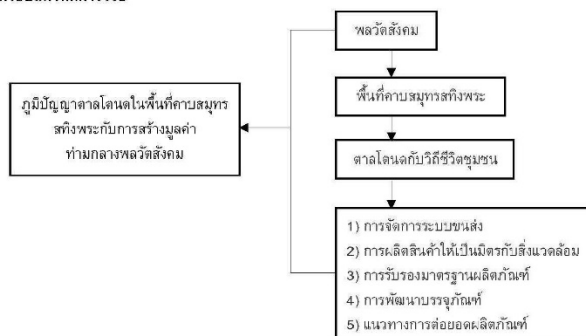 พลวัตสังคม
พื้นที่คาบสมุทรสทิงพระ
ตาลโตนดกับวิถีชีวิตชุมชน
ภูมิปัญญาตาลโตนดในพื้นที่คาบสมุทร
สทิงพระกับการสร้างมูลค่า
ท่ามกลางพลวัตสังคม
1) การจัดการระบบขนส่ง
2) การผลิตสินค้าให้เป็นมิตรกับสิ่งแวดล้อม
3) การรับรองมาตรฐานผลิตภัณฑ์
4) การพัฒนาบรรจุภัณฑ์
5) แนวทางการต่อยอดผลิตภัณฑ์